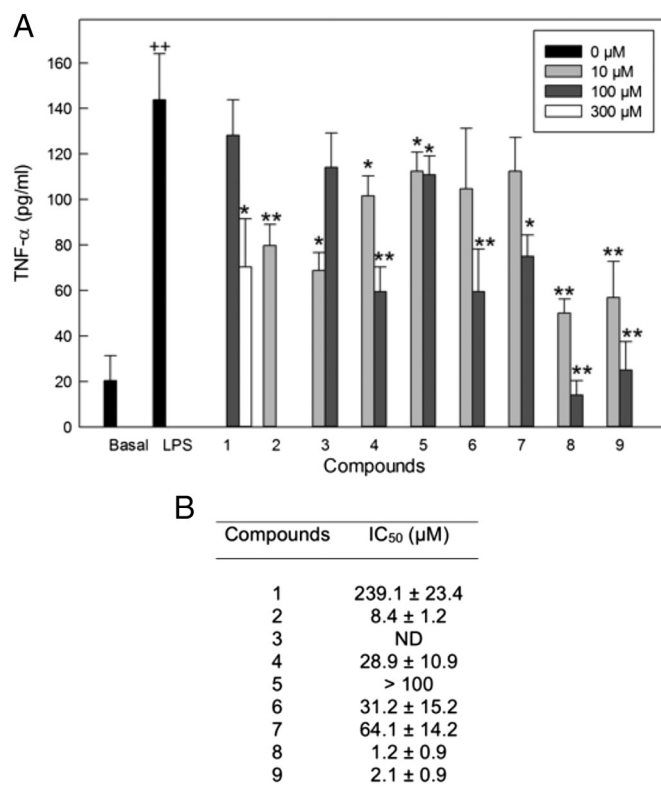 A
++
160
140
120
100
80
60
40
20
0
TNF-α (pg/ml)
0 µM
10 µM
100 µM
300 µM
*
**
*
*
**
*
*
**
*
**
**
**
**
Basal LPS 1 2 3 4 5 6 7 8 9
Compounds
B
Compounds IC₅₀ (µM)
1 239.1 ± 23.4
2 8.4 ± 1.2
3 ND
4 28.9 ± 10.9
5 > 100
6 31.2 ± 15.2
7 64.1 ± 14.2
8 1.2 ± 0.9
9 2.1 ± 0.9